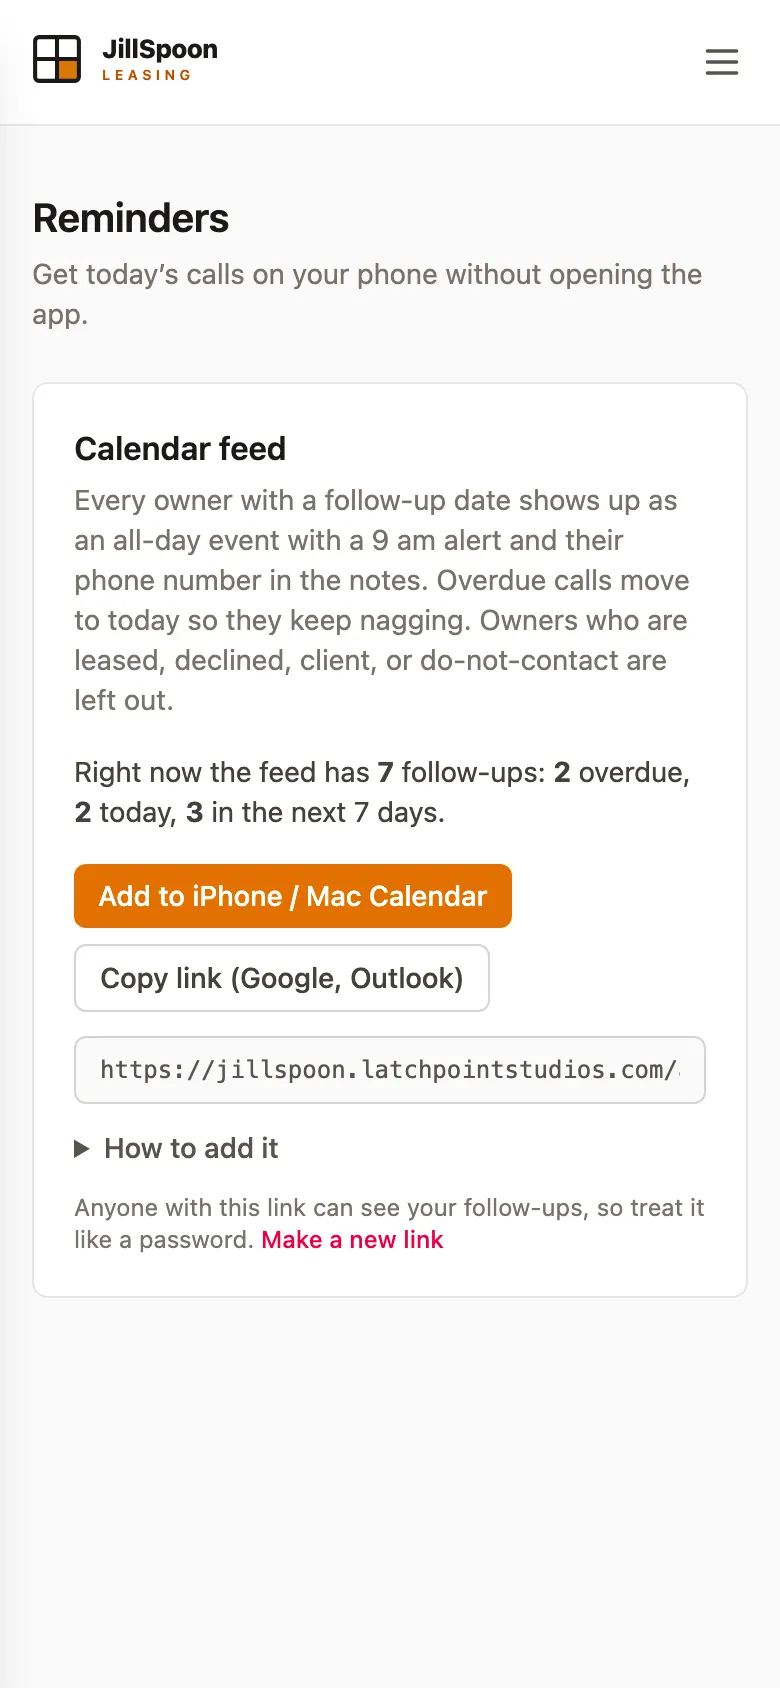 JillSpoon
LEASING
Reminders
Get today’s calls on your phone without opening the
app.
Calendar feed
Every owner with a follow-up date shows up as
an all-day event with a 9 am alert and their
phone number in the notes. Overdue calls move
to today so they keep nagging. Owners who are
leased, declined, client, or do-not-contact are
left out.
Right now the feed has 7 follow-ups: 2 overdue,
2 today, 3 in the next 7 days.
Add to iPhone / Mac Calendar
Copy link (Google, Outlook)
https://jillspoon.latchpointstudios.com/
How to add it
Anyone with this link can see your follow-ups, so treat it
like a password. Make a new link